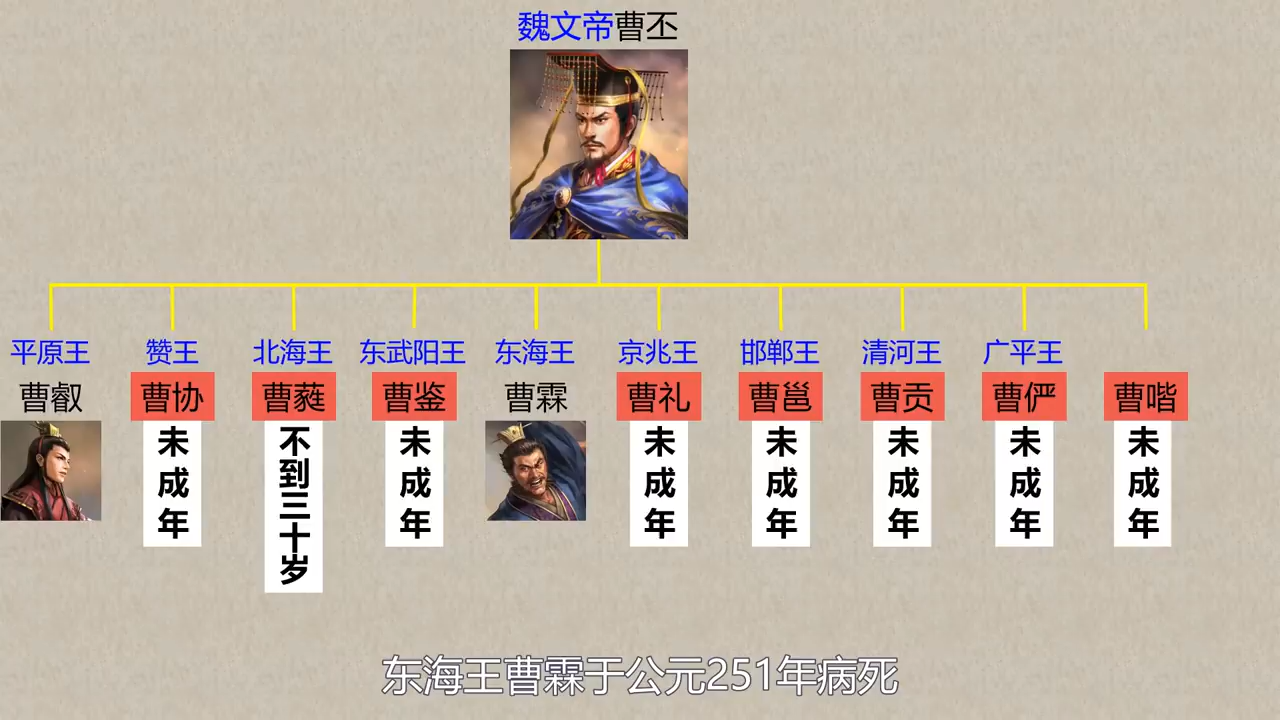 魏文帝曹丕
平原王 赞王 北海王 东武阳王 东海王 京兆王 邯郸王 清河王 广平王
曹叡 曹协 曹蕤 曹鉴 曹霖 曹礼 曹邕 曹贡 曹俨 曹喈
未成年 不到三十岁 未成年 未成年 未成年 未成年 未成年 未成年
东海王曹霖于公元251年病死